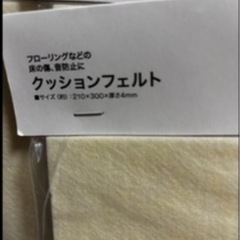 フローリングなどの
床の傷、音防止に
クッションフェルト
■サイズ(約):210×300×厚さ4mm